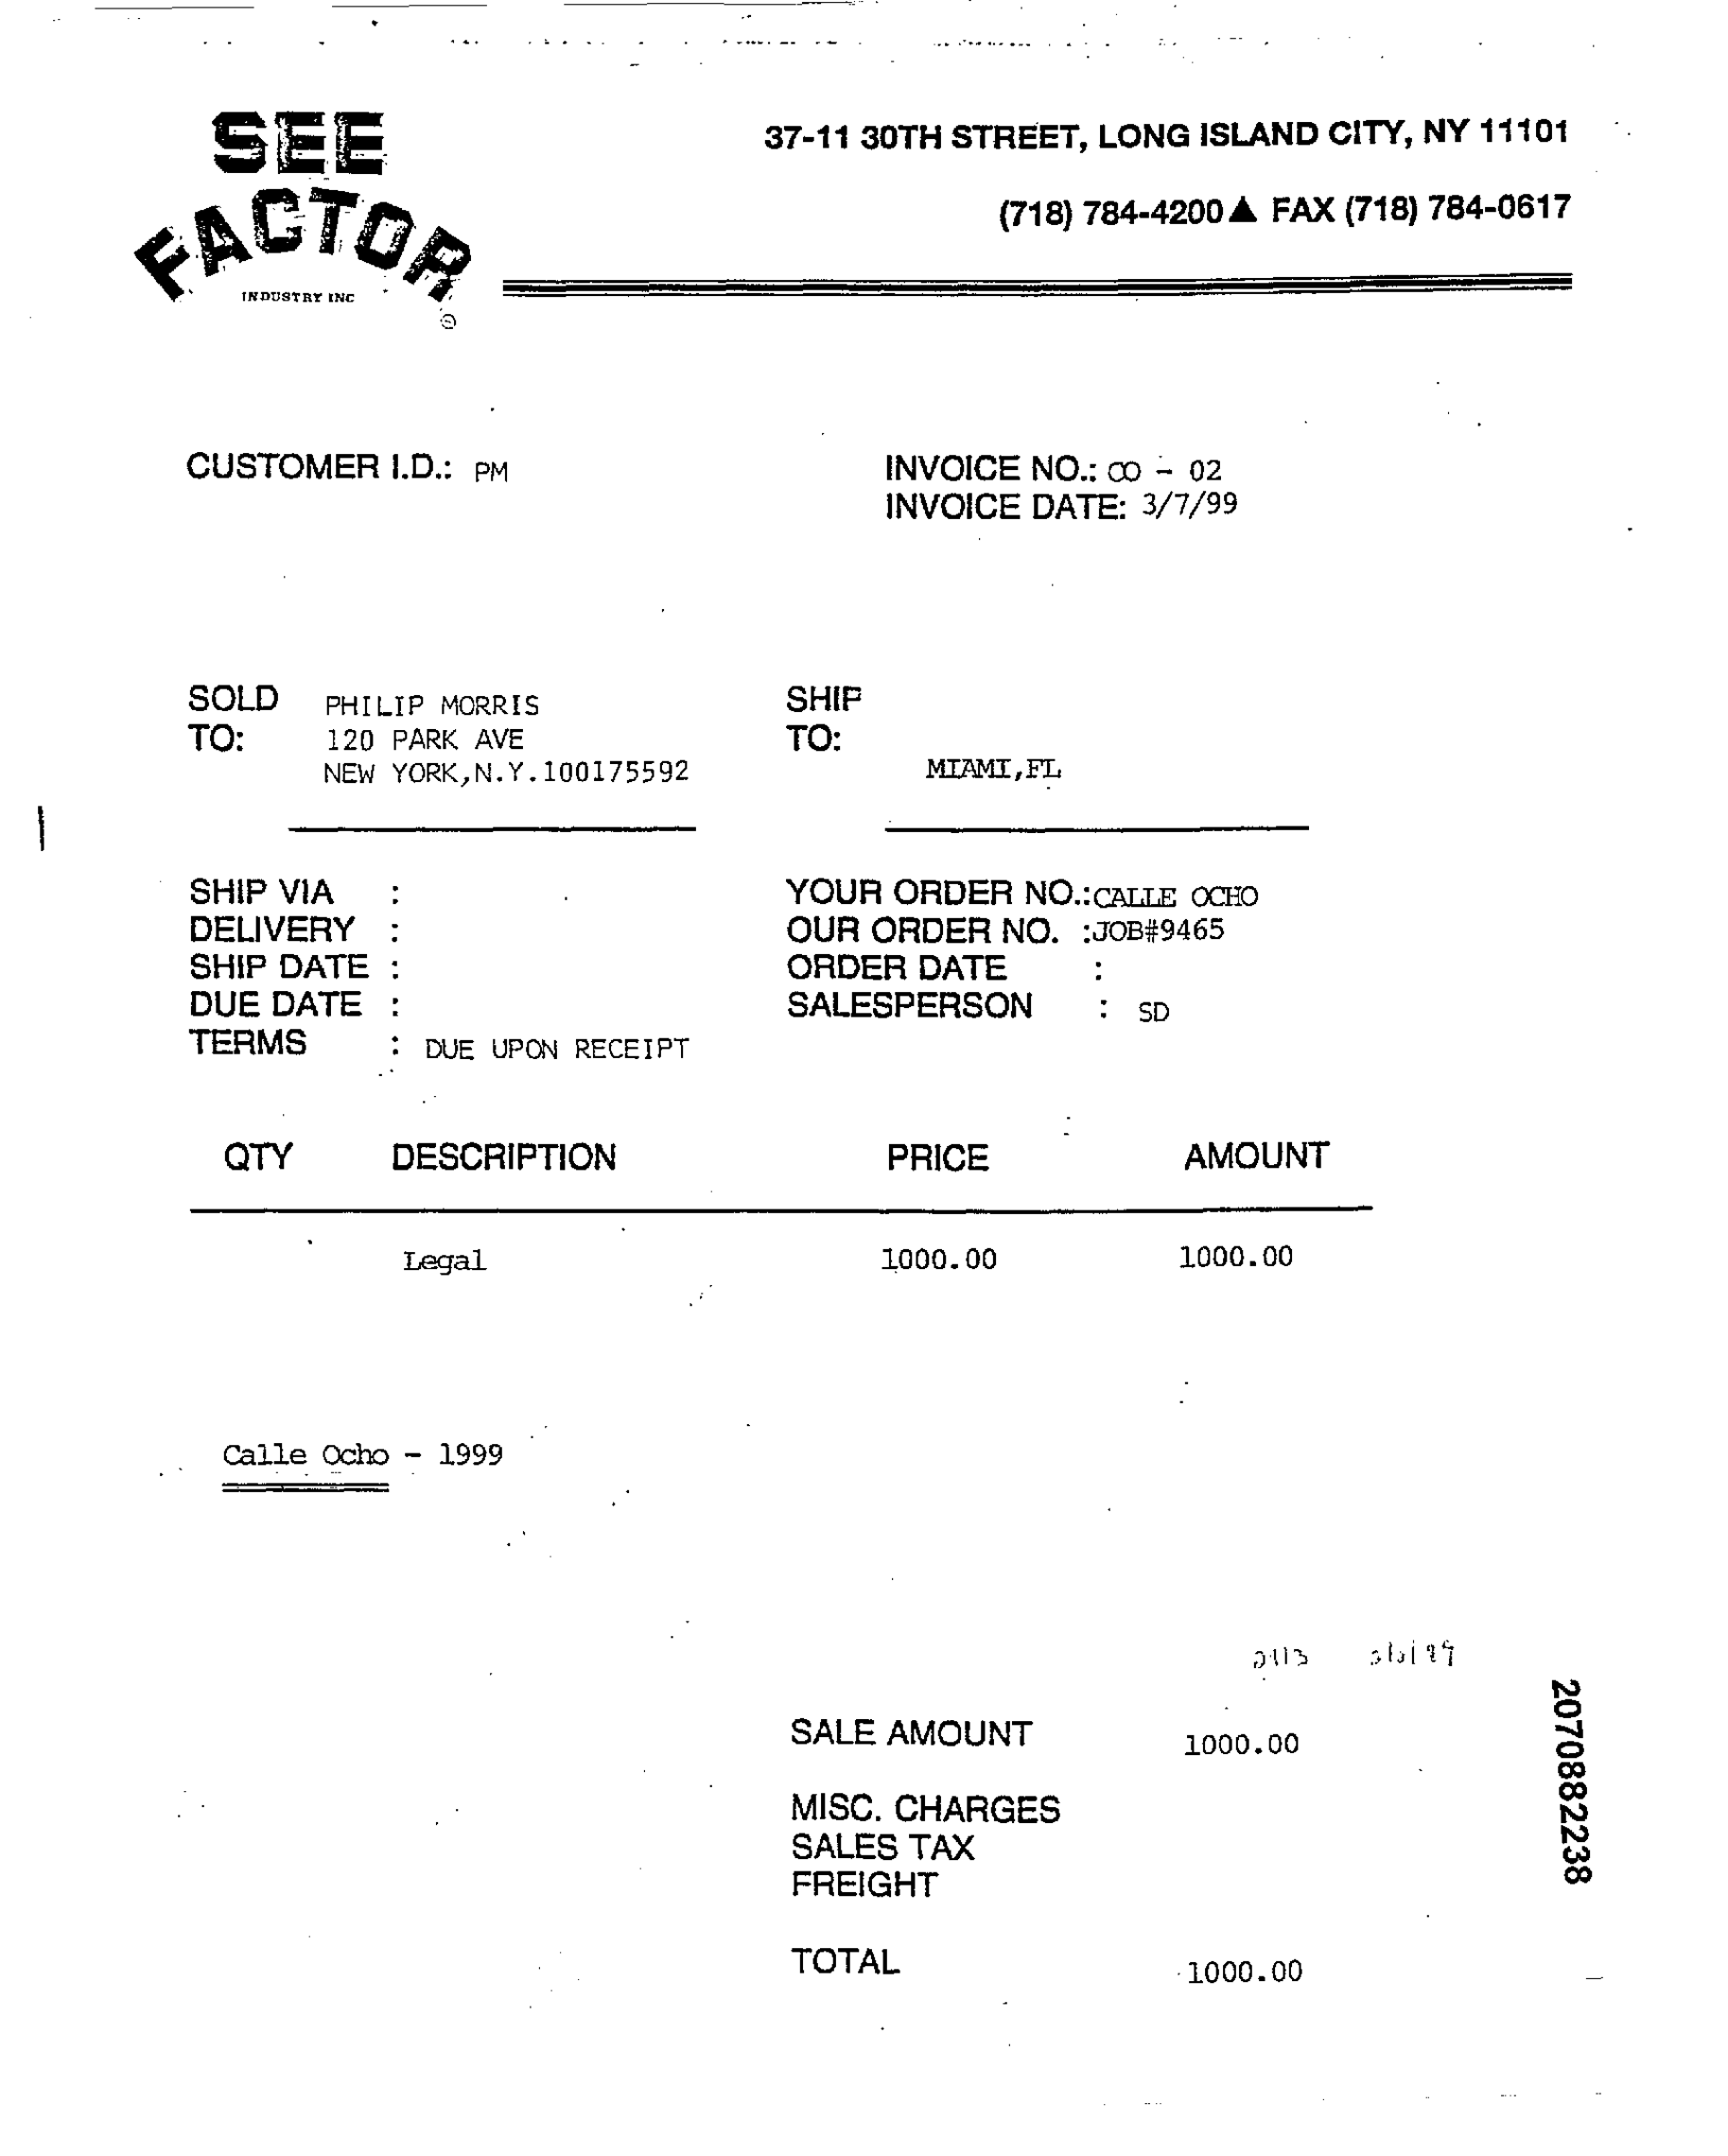 SEE
FACTOR
INDUSTRY INC
37-11 30TH STREET, LONG ISLAND CITY, NY 11101
(718) 784-4200▲ FAX (718) 784-0617
CUSTOMER I.D.: PM
INVOICE NO.: CO - 02
INVOICE DATE: 3/7/99
SOLD TO:
PHILIP MORRIS
120 PARK AVE
NEW YORK,N.Y.100175592
SHIP TO:
MIAMI,FL
SHIP VIA :
DELIVERY :
SHIP DATE :
DUE DATE :
TERMS : DUE UPON RECEIPT
YOUR ORDER NO.:CALLE OCHO
OUR ORDER NO. :JOB#9465
ORDER DATE :
SALESPERSON : SD
QTY DESCRIPTION PRICE AMOUNT
Legal 1000.00 1000.00
Calle Ocho - 1999
SALE AMOUNT 1000.00
MISC. CHARGES
SALES TAX
FREIGHT
TOTAL 1000.00
2070882238